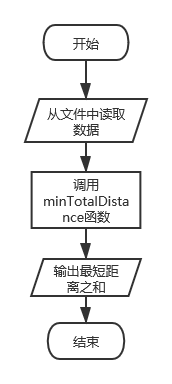 开始
从文件中读取
数据
调用
minTotalDista
nce函数
输出最短距
离之和
结束